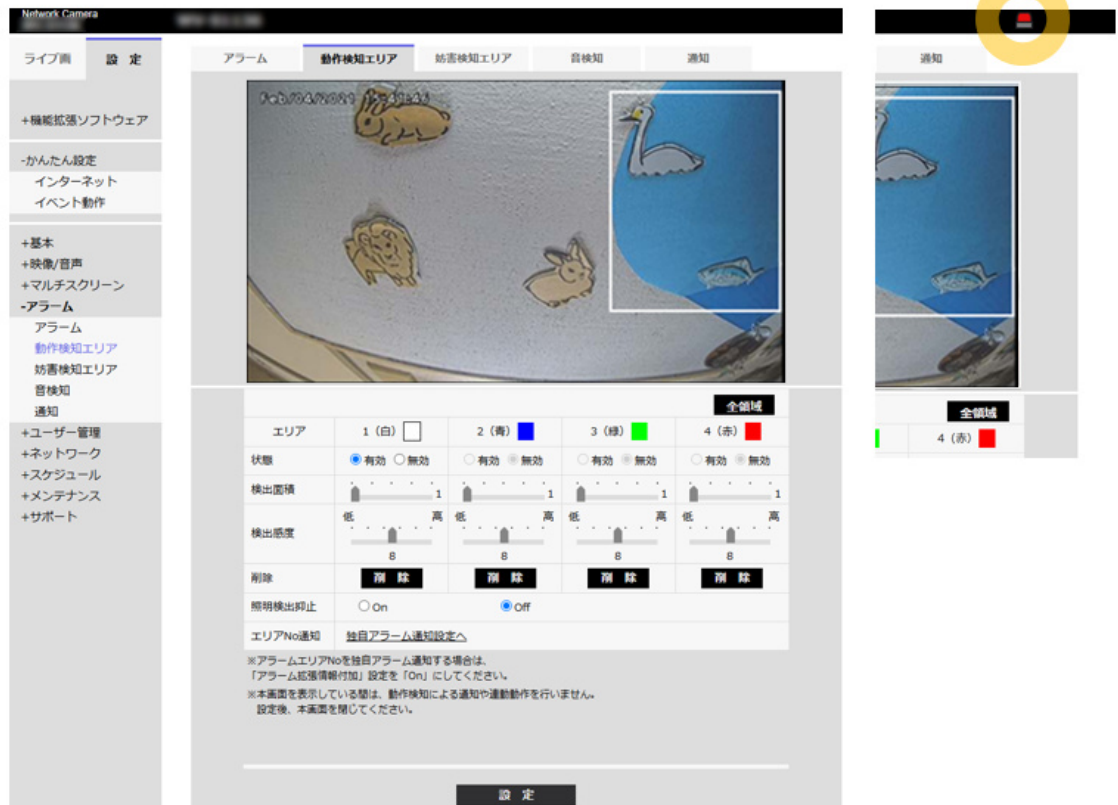 Network Camera
ライブ画
設 定
+機能拡張ソフトウェア
-かんたん設定
インターネット
イベント動作
+基本
+映像/音声
+マルチスクリーン
-アラーム
アラーム
動作検知エリア
妨害検知エリア
音検知
通知
+ユーザー管理
+ネットワーク
+スケジュール
+メンテナンス
+サポート
アラーム 動作検知エリア 妨害検知エリア 音検知 通知
Feb/04/2021 15:41:46
全領域
エリア 1（白） 2（青） 3（緑） 4（赤）
状態 有効 無効 有効 無効 有効 無効 有効 無効
検出面積 1 1 1 1
低 高 低 高 低 高 低 高
検出感度
8 8 8 8
削除 削 除 削 除 削 除 削 除
照明検出抑止 On Off
エリアNo通知 独自アラーム通知設定へ
※アラームエリアNoを独自アラーム通知する場合は、
「アラーム拡張情報付加」設定を「On」にしてください。
※本画面を表示している間は、動作検知による通知や連動動作を行いません。
設定後、本画面を閉じてください。
設 定
通知
全領域
4（赤）